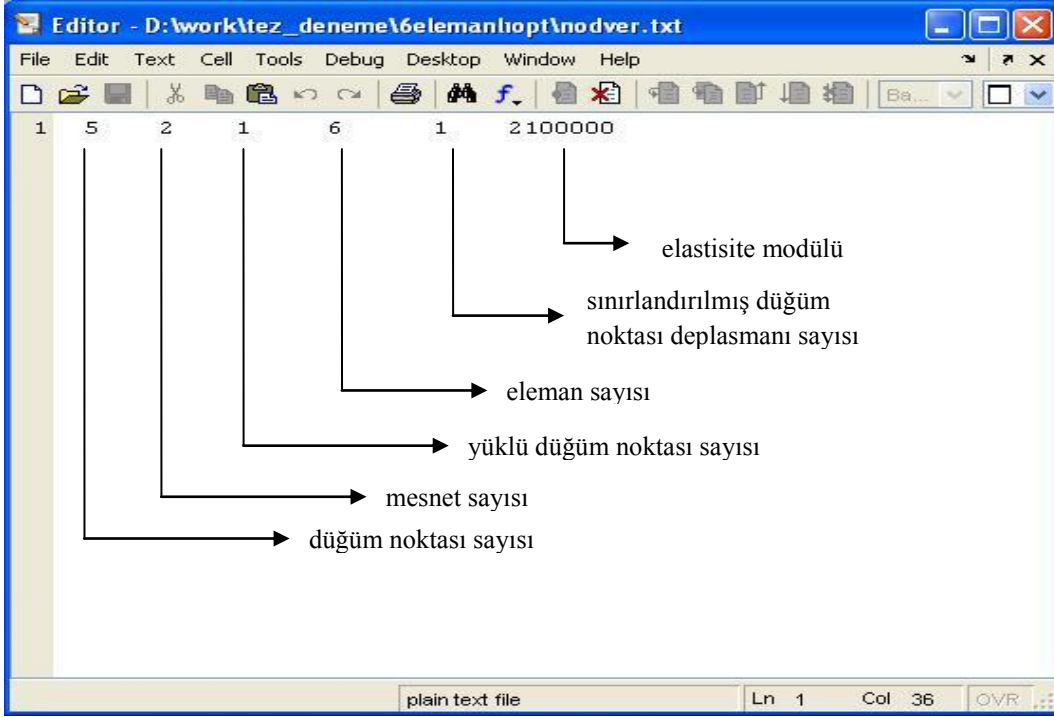 Editor - D:\work\tez_deneme\6elemanlıopt\nodver.txt
File Edit Text Cell Tools Debug Desktop Window Help
Ba...
1 5 2 1 6 1 2100000
elastisite modülü
sınırlandırılmış düğüm
noktası deplasmanı sayısı
eleman sayısı
yüklü düğüm noktası sayısı
mesnet sayısı
düğüm noktası sayısı
plain text file Ln 1 Col 36 OVR